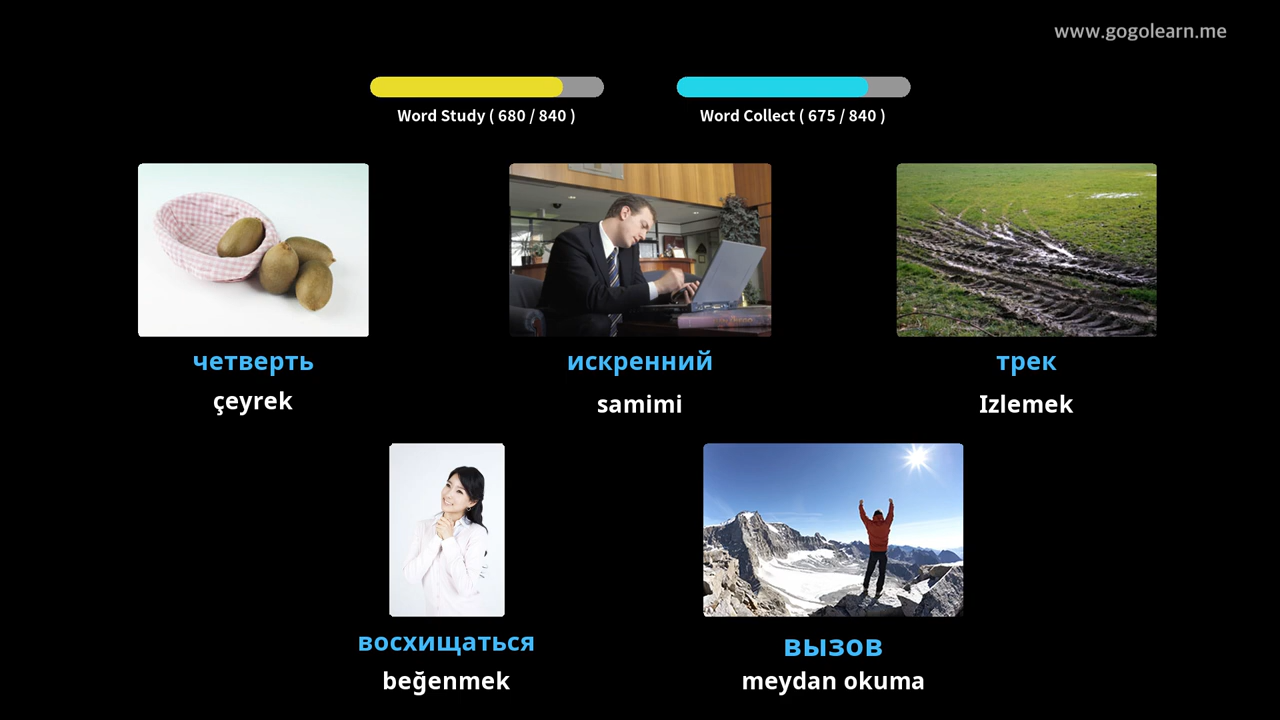 www.gogolearn.me
Word Study ( 680 / 840 )
Word Collect ( 675 / 840 )
четверть
çeyrek
искренний
samimi
трек
Izlemek
восхищаться
beğenmek
вызов
meydan okuma